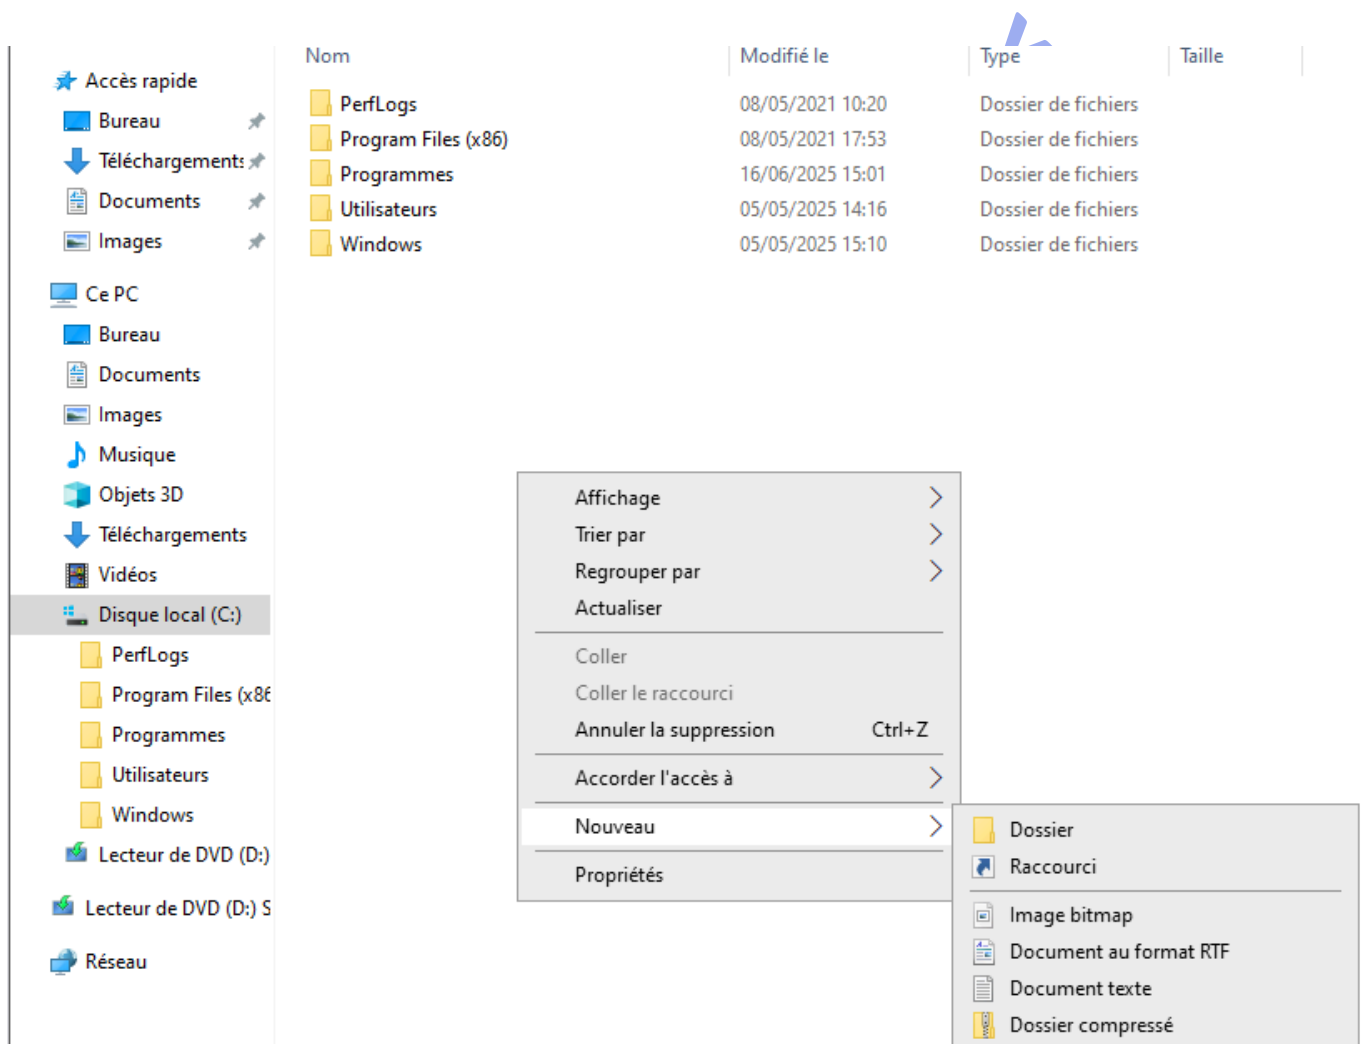 Nom Modifié le Type Taille
Accès rapide
Bureau
Téléchargements
Documents
Images
Ce PC
Bureau
Documents
Images
Musique
Objets 3D
Téléchargements
Vidéos
Disque local (C:)
PerfLogs
Program Files (x86
Programmes
Utilisateurs
Windows
Lecteur de DVD (D:)
Lecteur de DVD (D:) S
Réseau
PerfLogs 08/05/2021 10:20 Dossier de fichiers
Program Files (x86) 08/05/2021 17:53 Dossier de fichiers
Programmes 16/06/2025 15:01 Dossier de fichiers
Utilisateurs 05/05/2025 14:16 Dossier de fichiers
Windows 05/05/2025 15:10 Dossier de fichiers
Affichage
Trier par
Regrouper par
Actualiser
Coller
Coller le raccourci
Annuler la suppression Ctrl+Z
Accorder l'accès à
Nouveau
Propriétés
Dossier
Raccourci
Image bitmap
Document au format RTF
Document texte
Dossier compressé